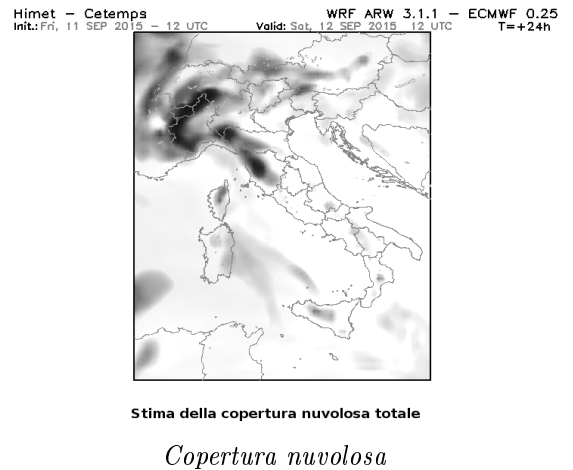 Himet – Cetemps WRF ARW 3.1.1 – ECMWF 0.25
Init.: Fri, 11 SEP 2015 – 12 UTC Valid: Sat, 12 SEP 2015 12 UTC T=+24h
Stima della copertura nuvolosa totale
Copertura nuvolosa